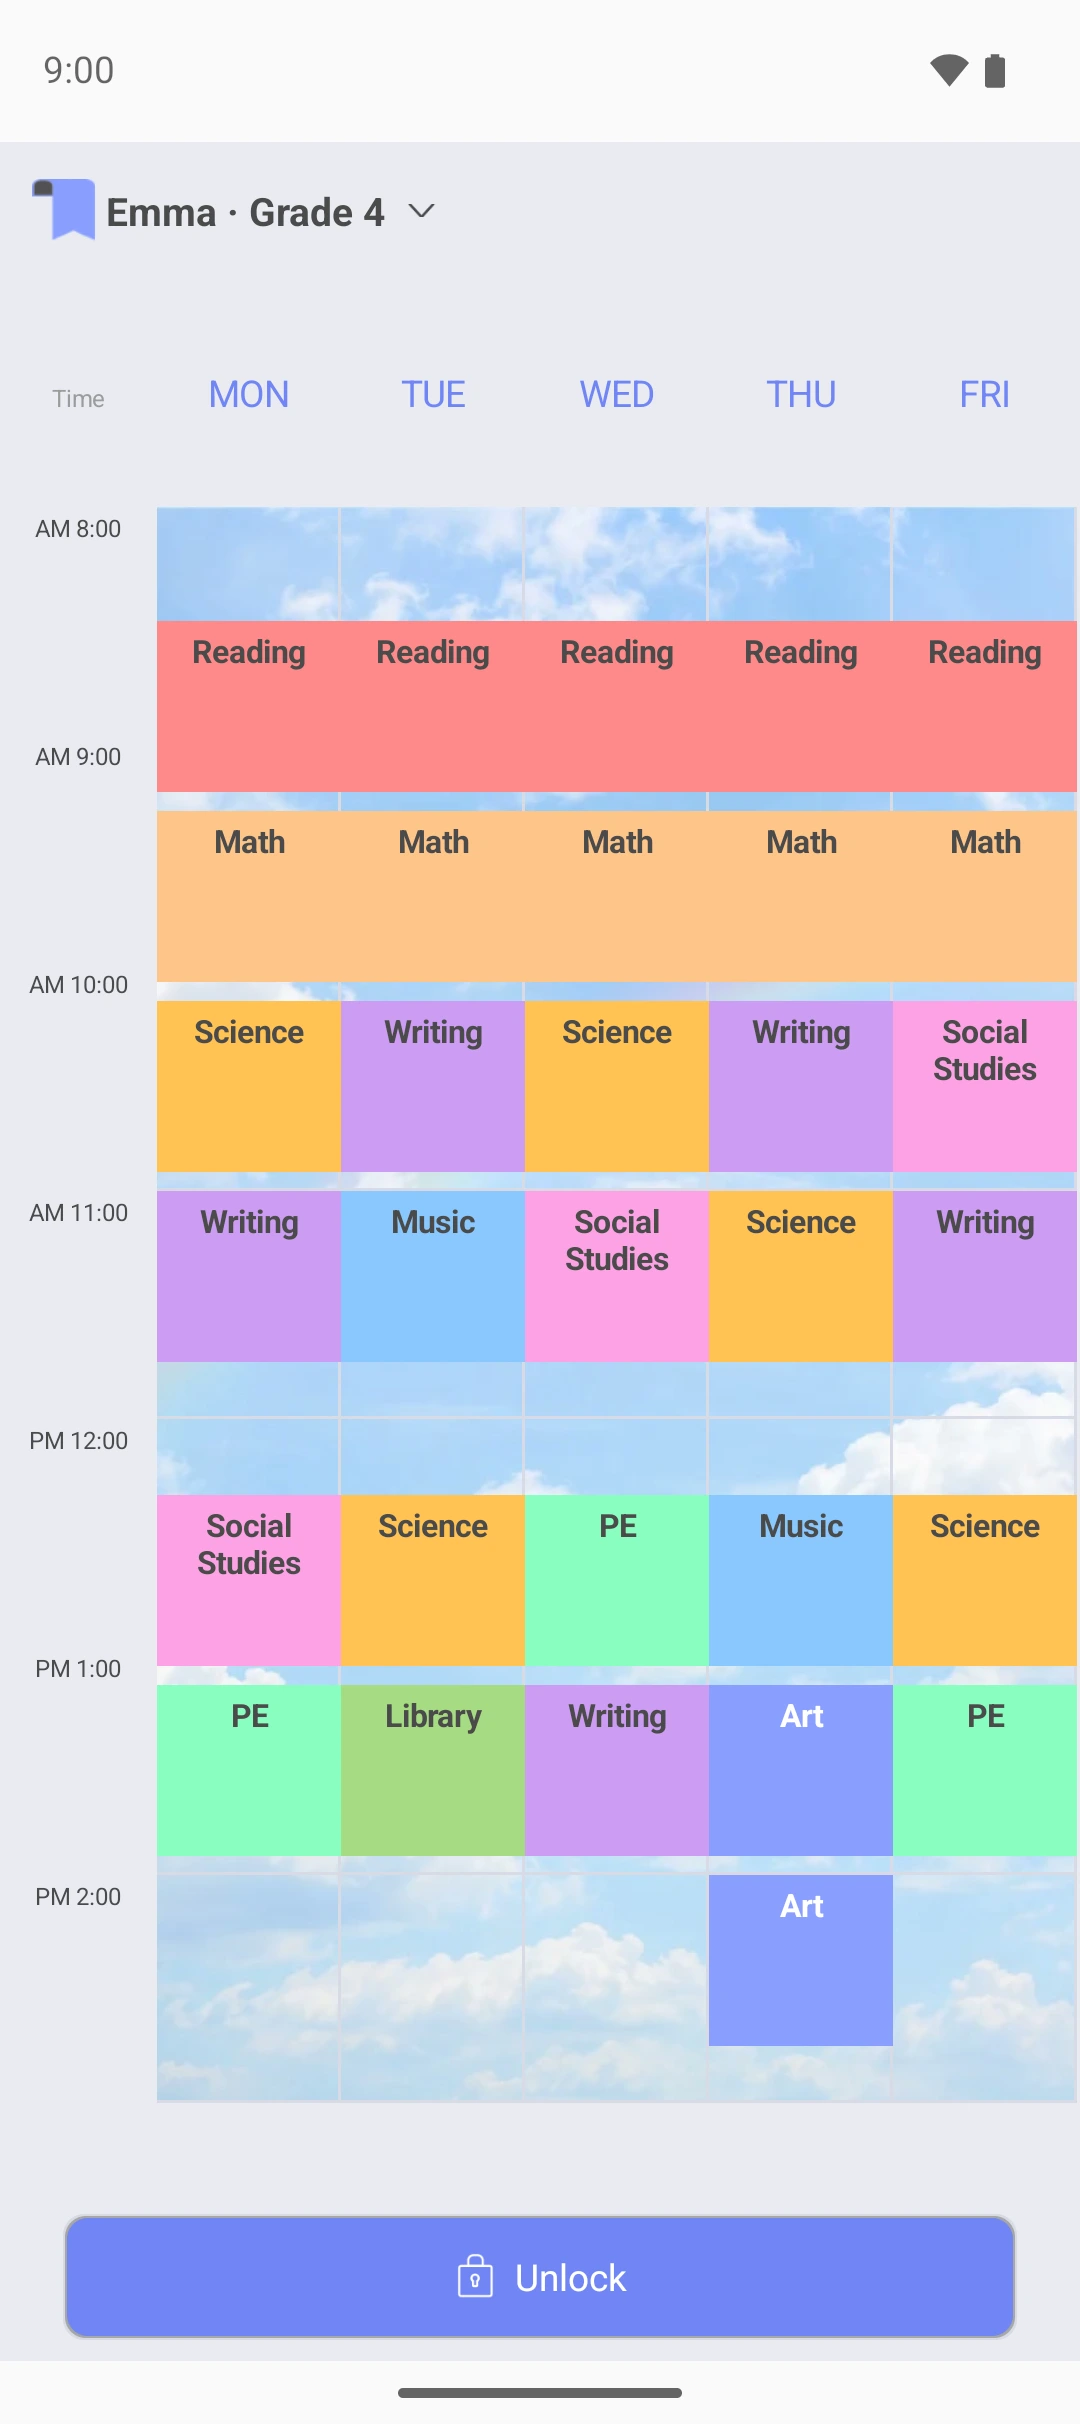 9:00
Emma · Grade 4
Time MON TUE WED THU FRI
AM 8:00
Reading Reading Reading Reading Reading
AM 9:00
Math Math Math Math Math
AM 10:00
Science Writing Science Writing Social Studies
AM 11:00
Writing Music Social Studies Science Writing
PM 12:00
Social Studies Science PE Music Science
PM 1:00
PE Library Writing Art PE
PM 2:00
Art
Unlock